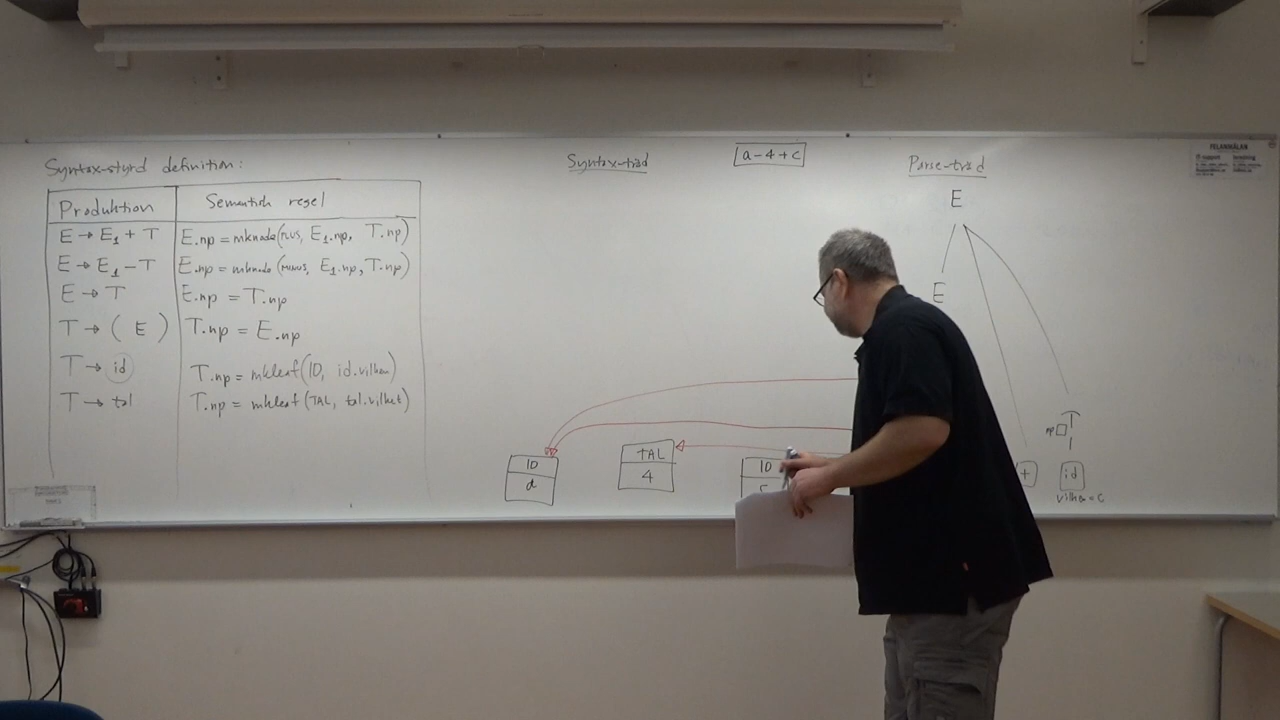 Syntax-styrd definition:
Produktion Semantisk regel
E → E₁ + T E.np = mknode(PLUS, E₁.np, T.np)
E → E₁ - T E.np = mknode(MINUS, E₁.np, T.np)
E → T E.np = T.np
T → ( E ) T.np = E.np
T → id T.np = mkleaf(ID, id.vilken)
T → tal T.np = mkleaf(TAL, tal.vilket)
Syntax-träd
a-4+c
Parse-träd
E
E
T
np
+
id
vilken = c
ID
a
TAL
4
ID
FELANMÄLAN